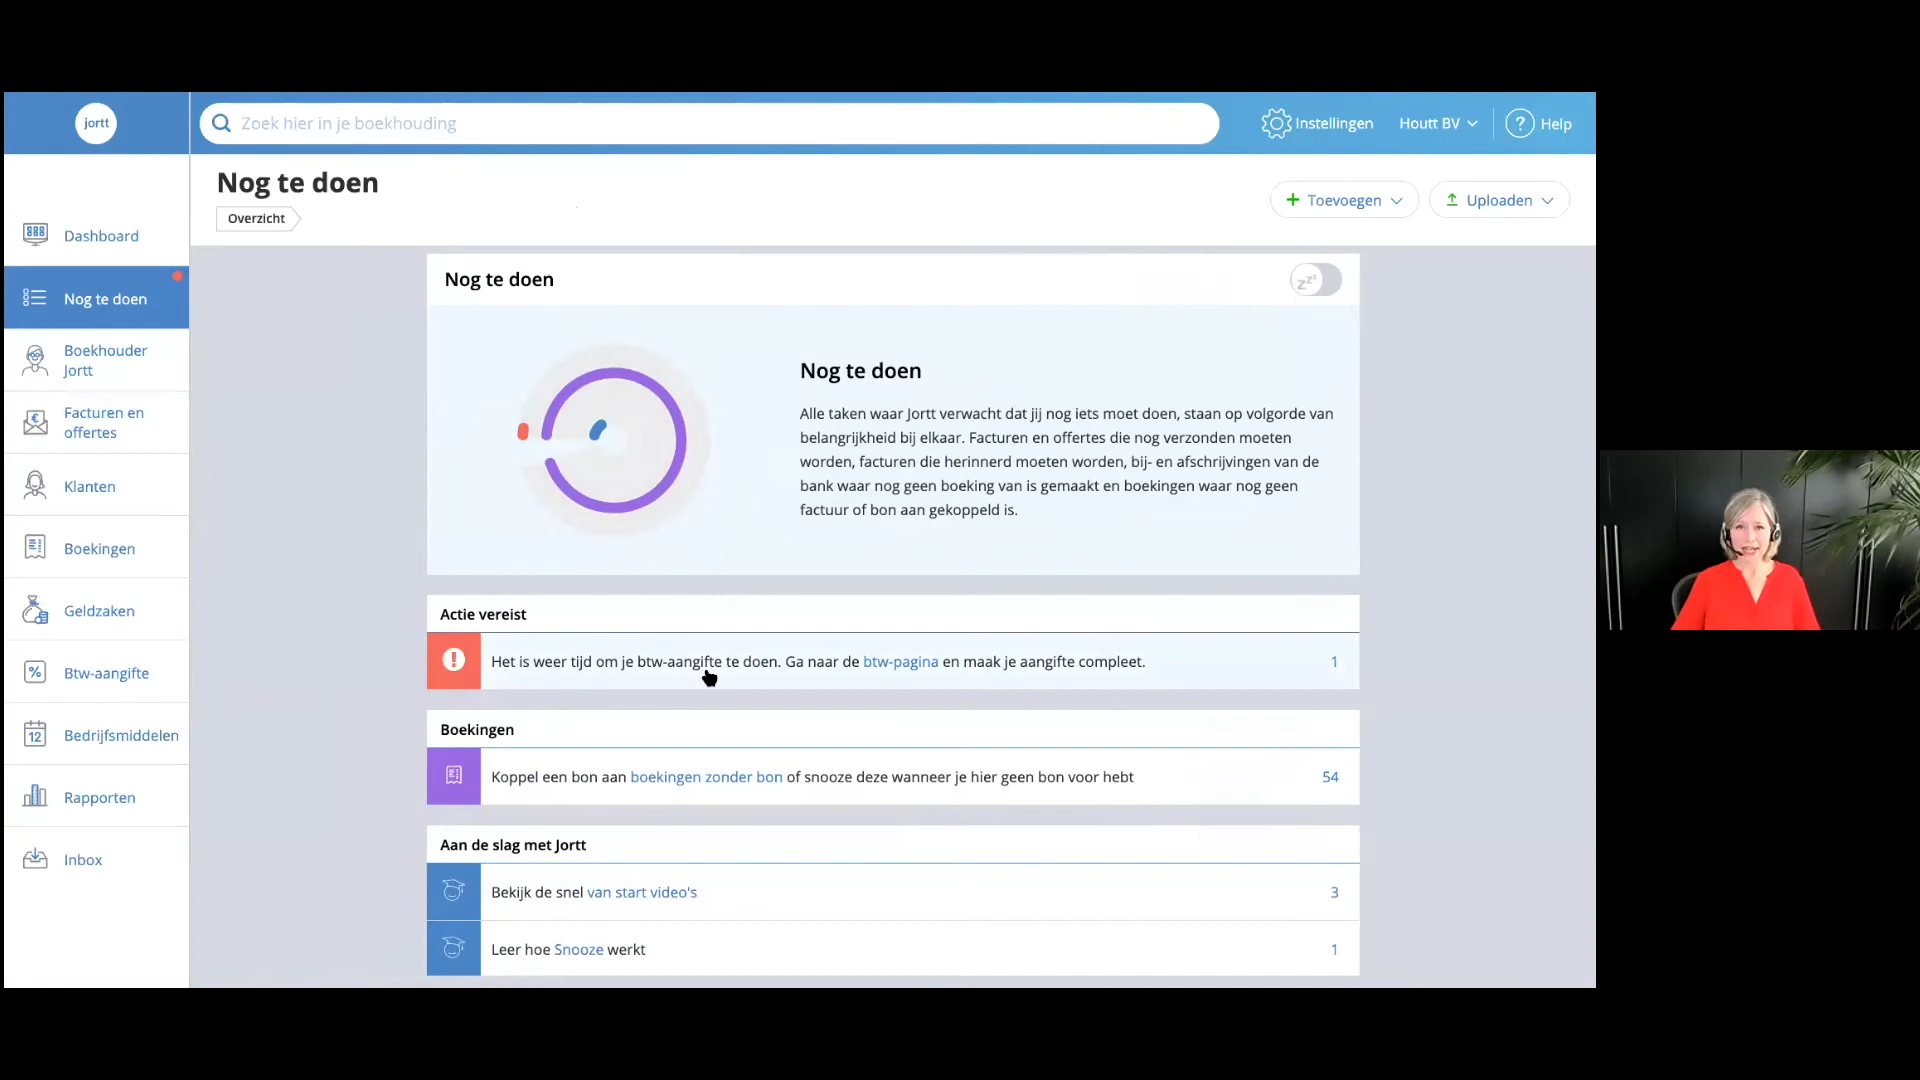 jortt
Zoek hier in je boekhouding
Instellingen
Houtt BV
? Help
Nog te doen
Overzicht
Toevoegen
Uploaden
Dashboard
Nog te doen
Boekhouder
Jortt
Facturen en
offertes
Klanten
Boekingen
Geldzaken
Btw-aangifte
12
Bedrijfsmiddelen
Rapporten
Inbox
Nog te doen
zzz
Nog te doen
Alle taken waar Jortt verwacht dat jij nog iets moet doen, staan op volgorde van
belangrijkheid bij elkaar. Facturen en offertes die nog verzonden moeten
worden, facturen die herinnerd moeten worden, bij- en afschrijvingen van de
bank waar nog geen boeking van is gemaakt en boekingen waar nog geen
factuur of bon aan gekoppeld is.
Actie vereist
Het is weer tijd om je btw-aangifte te doen. Ga naar de btw-pagina en maak je aangifte compleet. 1
Boekingen
Koppel een bon aan boekingen zonder bon of snooze deze wanneer je hier geen bon voor hebt 54
Aan de slag met Jortt
Bekijk de snel van start video's 3
Leer hoe Snooze werkt 1